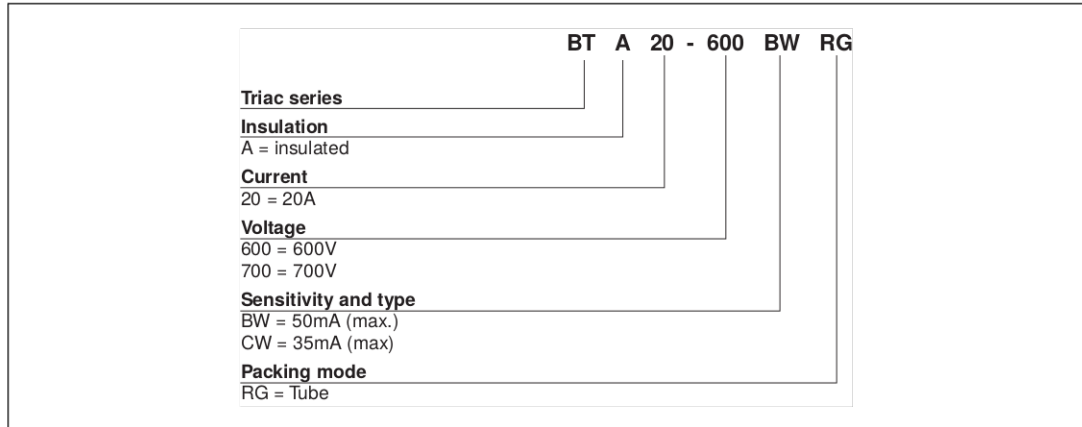 BT A 20 - 600 BW RG
Triac series
Insulation
A = insulated
Current
20 = 20A
Voltage
600 = 600V
700 = 700V
Sensitivity and type
BW = 50mA (max.)
CW = 35mA (max)
Packing mode
RG = Tube